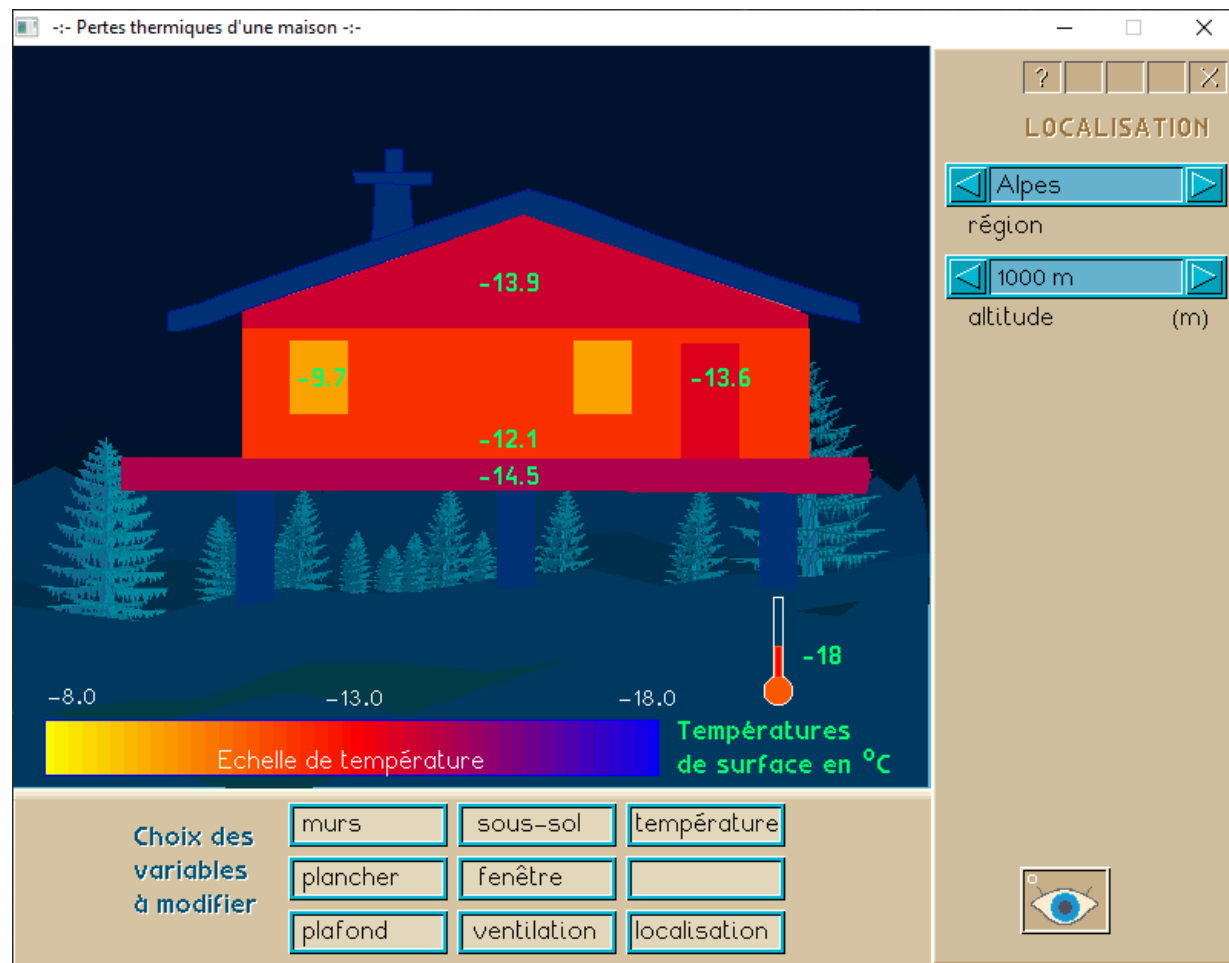 -:- Pertes thermiques d'une maison -:-
?
X
LOCALISATION
Alpes
région
1000 m
altitude (m)
-13.9
-9.7
-13.6
-12.1
-14.5
-18
-8.0 -13.0 -18.0
Echelle de température
Températures
de surface en °C
Choix des
variables
à modifier
murs sous-sol température
plancher fenêtre
plafond ventilation localisation